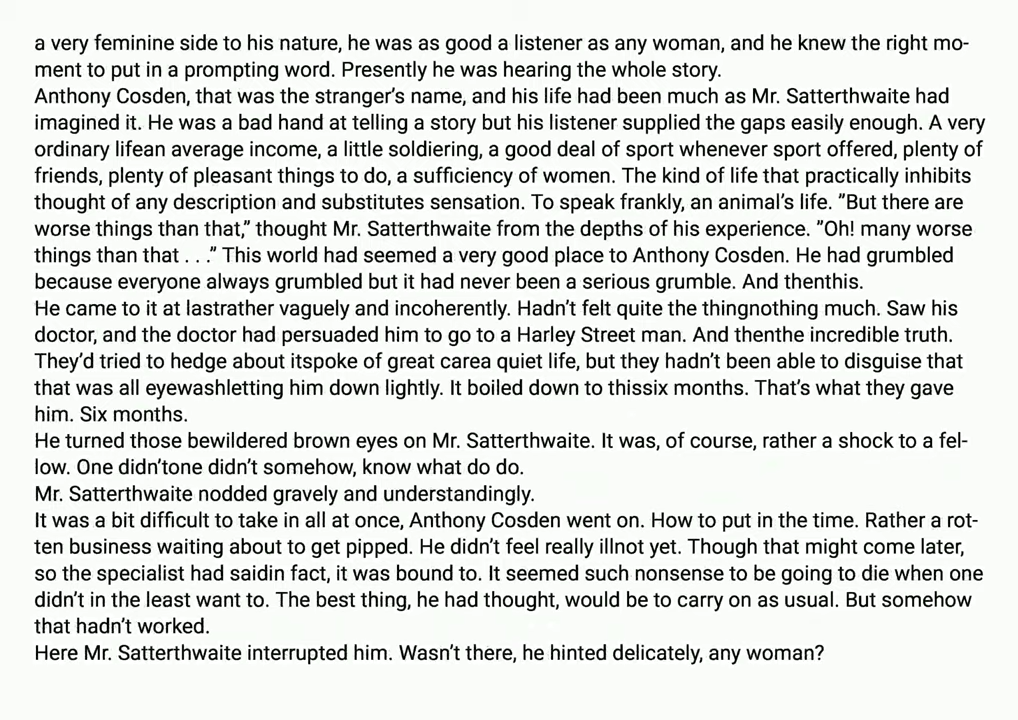 a very feminine side to his nature, he was as good a listener as any woman, and he knew the right mo-
ment to put in a prompting word. Presently he was hearing the whole story.
Anthony Cosden, that was the stranger’s name, and his life had been much as Mr. Satterthwaite had
imagined it. He was a bad hand at telling a story but his listener supplied the gaps easily enough. A very
ordinary lifean average income, a little soldiering, a good deal of sport whenever sport offered, plenty of
friends, plenty of pleasant things to do, a sufficiency of women. The kind of life that practically inhibits
thought of any description and substitutes sensation. To speak frankly, an animal’s life. ”But there are
worse things than that,” thought Mr. Satterthwaite from the depths of his experience. ”Oh! many worse
things than that . . .” This world had seemed a very good place to Anthony Cosden. He had grumbled
because everyone always grumbled but it had never been a serious grumble. And thenthis.
He came to it at lastrather vaguely and incoherently. Hadn’t felt quite the thingnothing much. Saw his
doctor, and the doctor had persuaded him to go to a Harley Street man. And thenthe incredible truth.
They’d tried to hedge about itspoke of great carea quiet life, but they hadn’t been able to disguise that
that was all eyewashletting him down lightly. It boiled down to thissix months. That’s what they gave
him. Six months.
He turned those bewildered brown eyes on Mr. Satterthwaite. It was, of course, rather a shock to a fel-
low. One didn’tone didn’t somehow, know what do do.
Mr. Satterthwaite nodded gravely and understandingly.
It was a bit difficult to take in all at once, Anthony Cosden went on. How to put in the time. Rather a rot-
ten business waiting about to get pipped. He didn’t feel really illnot yet. Though that might come later,
so the specialist had saidin fact, it was bound to. It seemed such nonsense to be going to die when one
didn’t in the least want to. The best thing, he had thought, would be to carry on as usual. But somehow
that hadn’t worked.
Here Mr. Satterthwaite interrupted him. Wasn’t there, he hinted delicately, any woman?